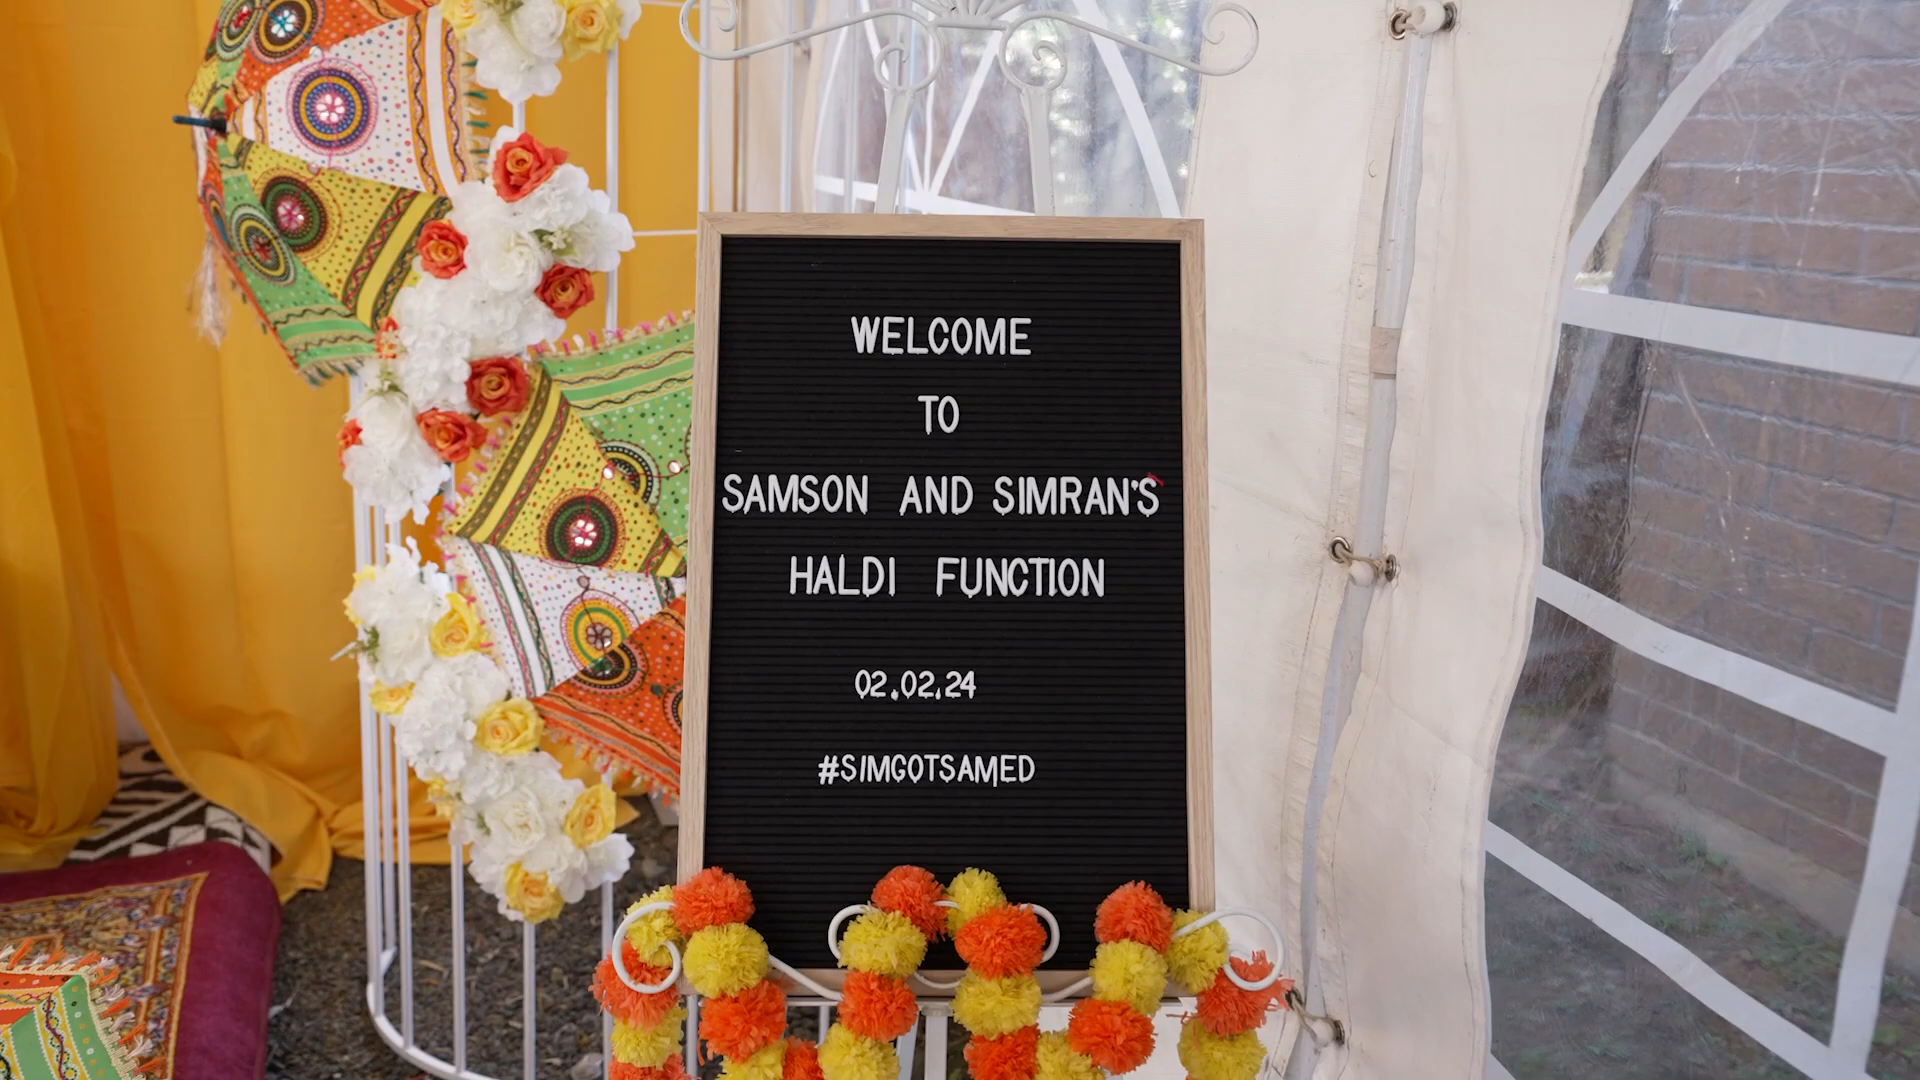 WELCOME
TO
SAMSON AND SIMRAN'S
HALDI FUNCTION
02.02.24
#SIMGOTSAMED